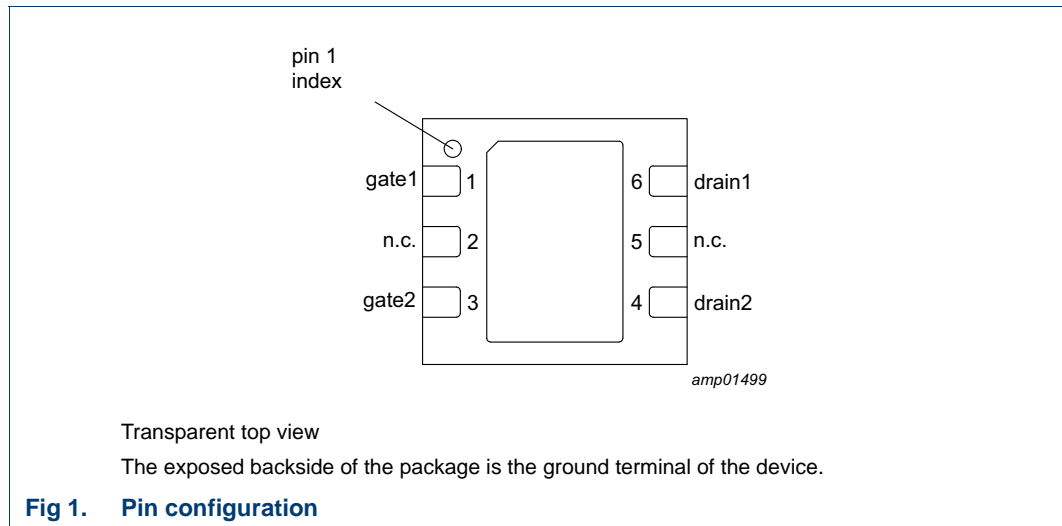 pin 1
index
gate1 1 6 drain1
n.c. 2 5 n.c.
gate2 3 4 drain2
amp01499
Transparent top view
The exposed backside of the package is the ground terminal of the device.
Fig 1. Pin configuration